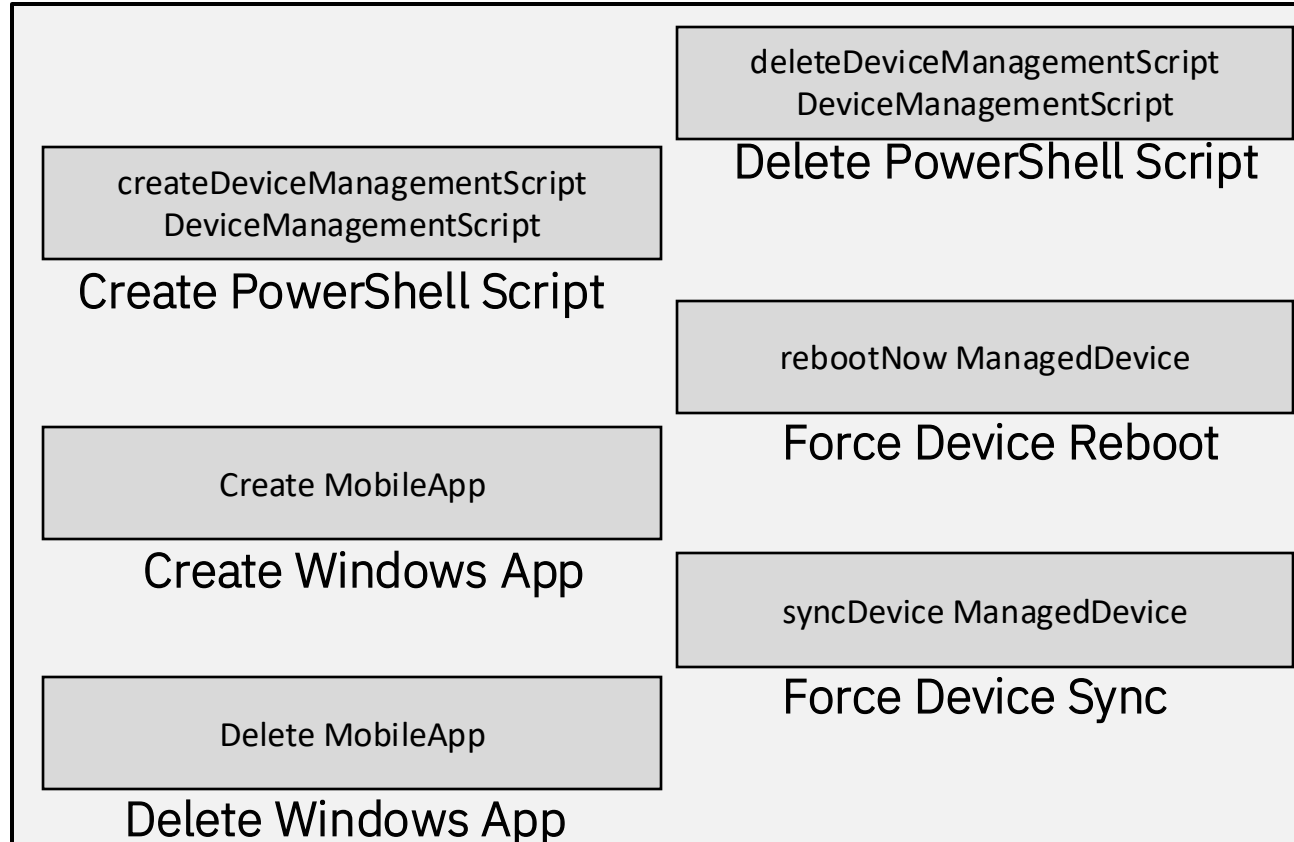 createDeviceManagementScript
DeviceManagementScript
Create PowerShell Script
Create MobileApp
Create Windows App
Delete MobileApp
Delete Windows App
deleteDeviceManagementScript
DeviceManagementScript
Delete PowerShell Script
rebootNow ManagedDevice
Force Device Reboot
syncDevice ManagedDevice
Force Device Sync